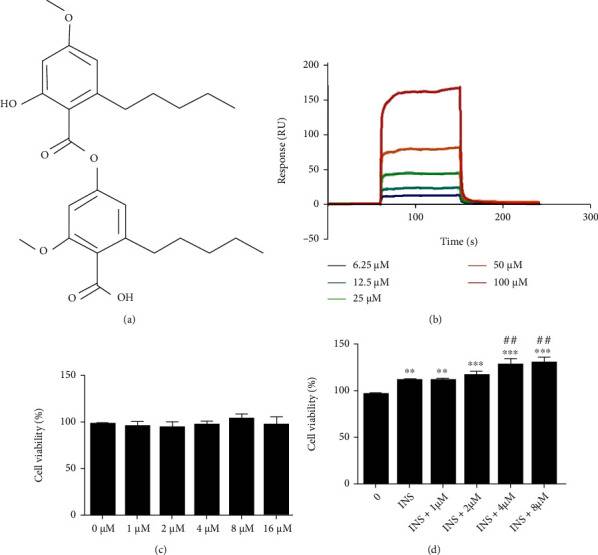 O
HO
O
O
O
O
OH
(a)
Response (RU)
200
150
100
50
0
−50
100
200
300
Time (s)
6.25 µM
12.5 µM
25 µM
50 µM
100 µM
(b)
Cell viability (%)
150
100
50
0
0 µM
1 µM
2 µM
4 µM
8 µM
16 µM
(c)
Cell viability (%)
150
100
50
0
**
**
***
##
***
##
***
0
INS
INS + 1µM
INS + 2µM
INS + 4µM
INS + 8µM
(d)